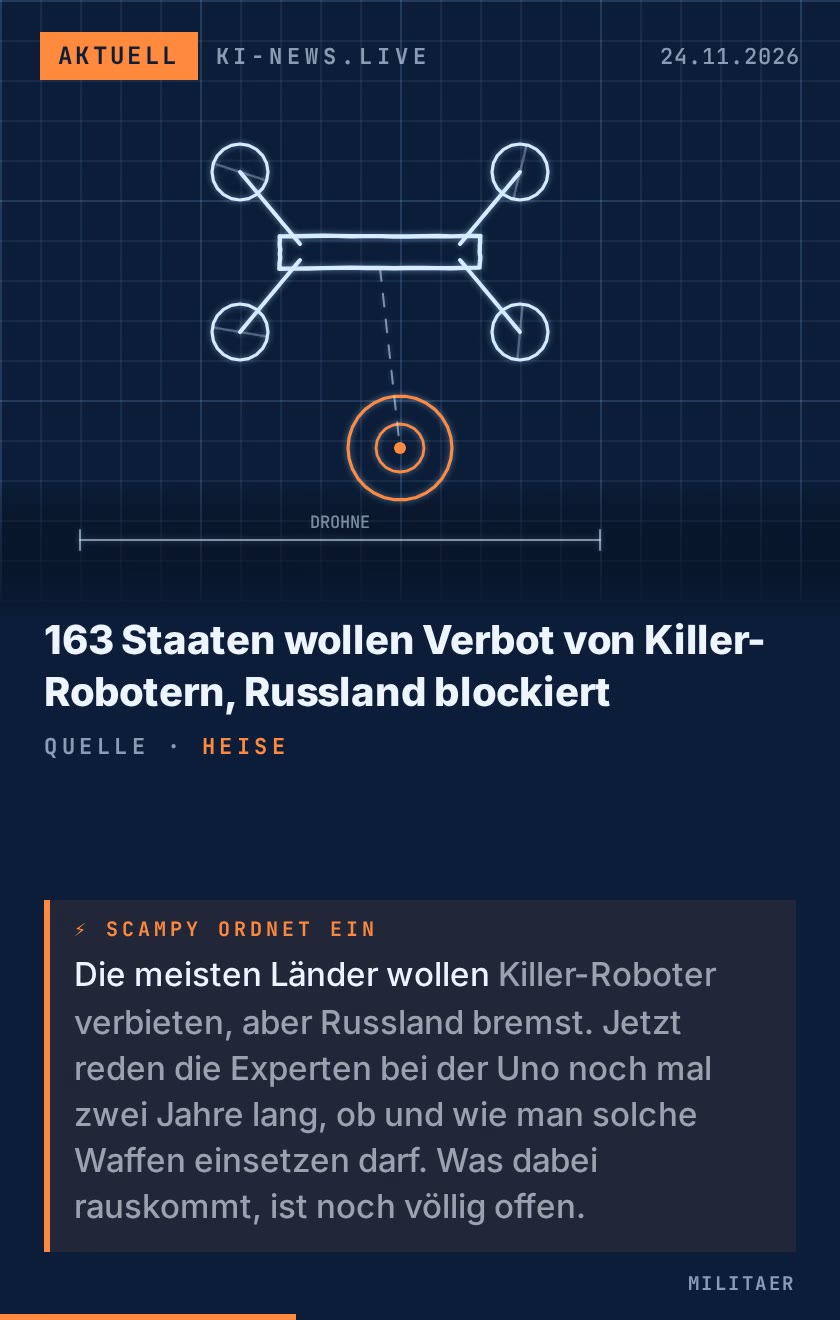 AKTUELL KI-NEWS.LIVE 24.11.2026
DROHNE
163 Staaten wollen Verbot von Killer-
Robotern, Russland blockiert
QUELLE · HEISE
⚡ SCAMPY ORDNET EIN
Die meisten Länder wollen Killer-Roboter
verbieten, aber Russland bremst. Jetzt
reden die Experten bei der Uno noch mal
zwei Jahre lang, ob und wie man solche
Waffen einsetzen darf. Was dabei
rauskommt, ist noch völlig offen.
MILITAER